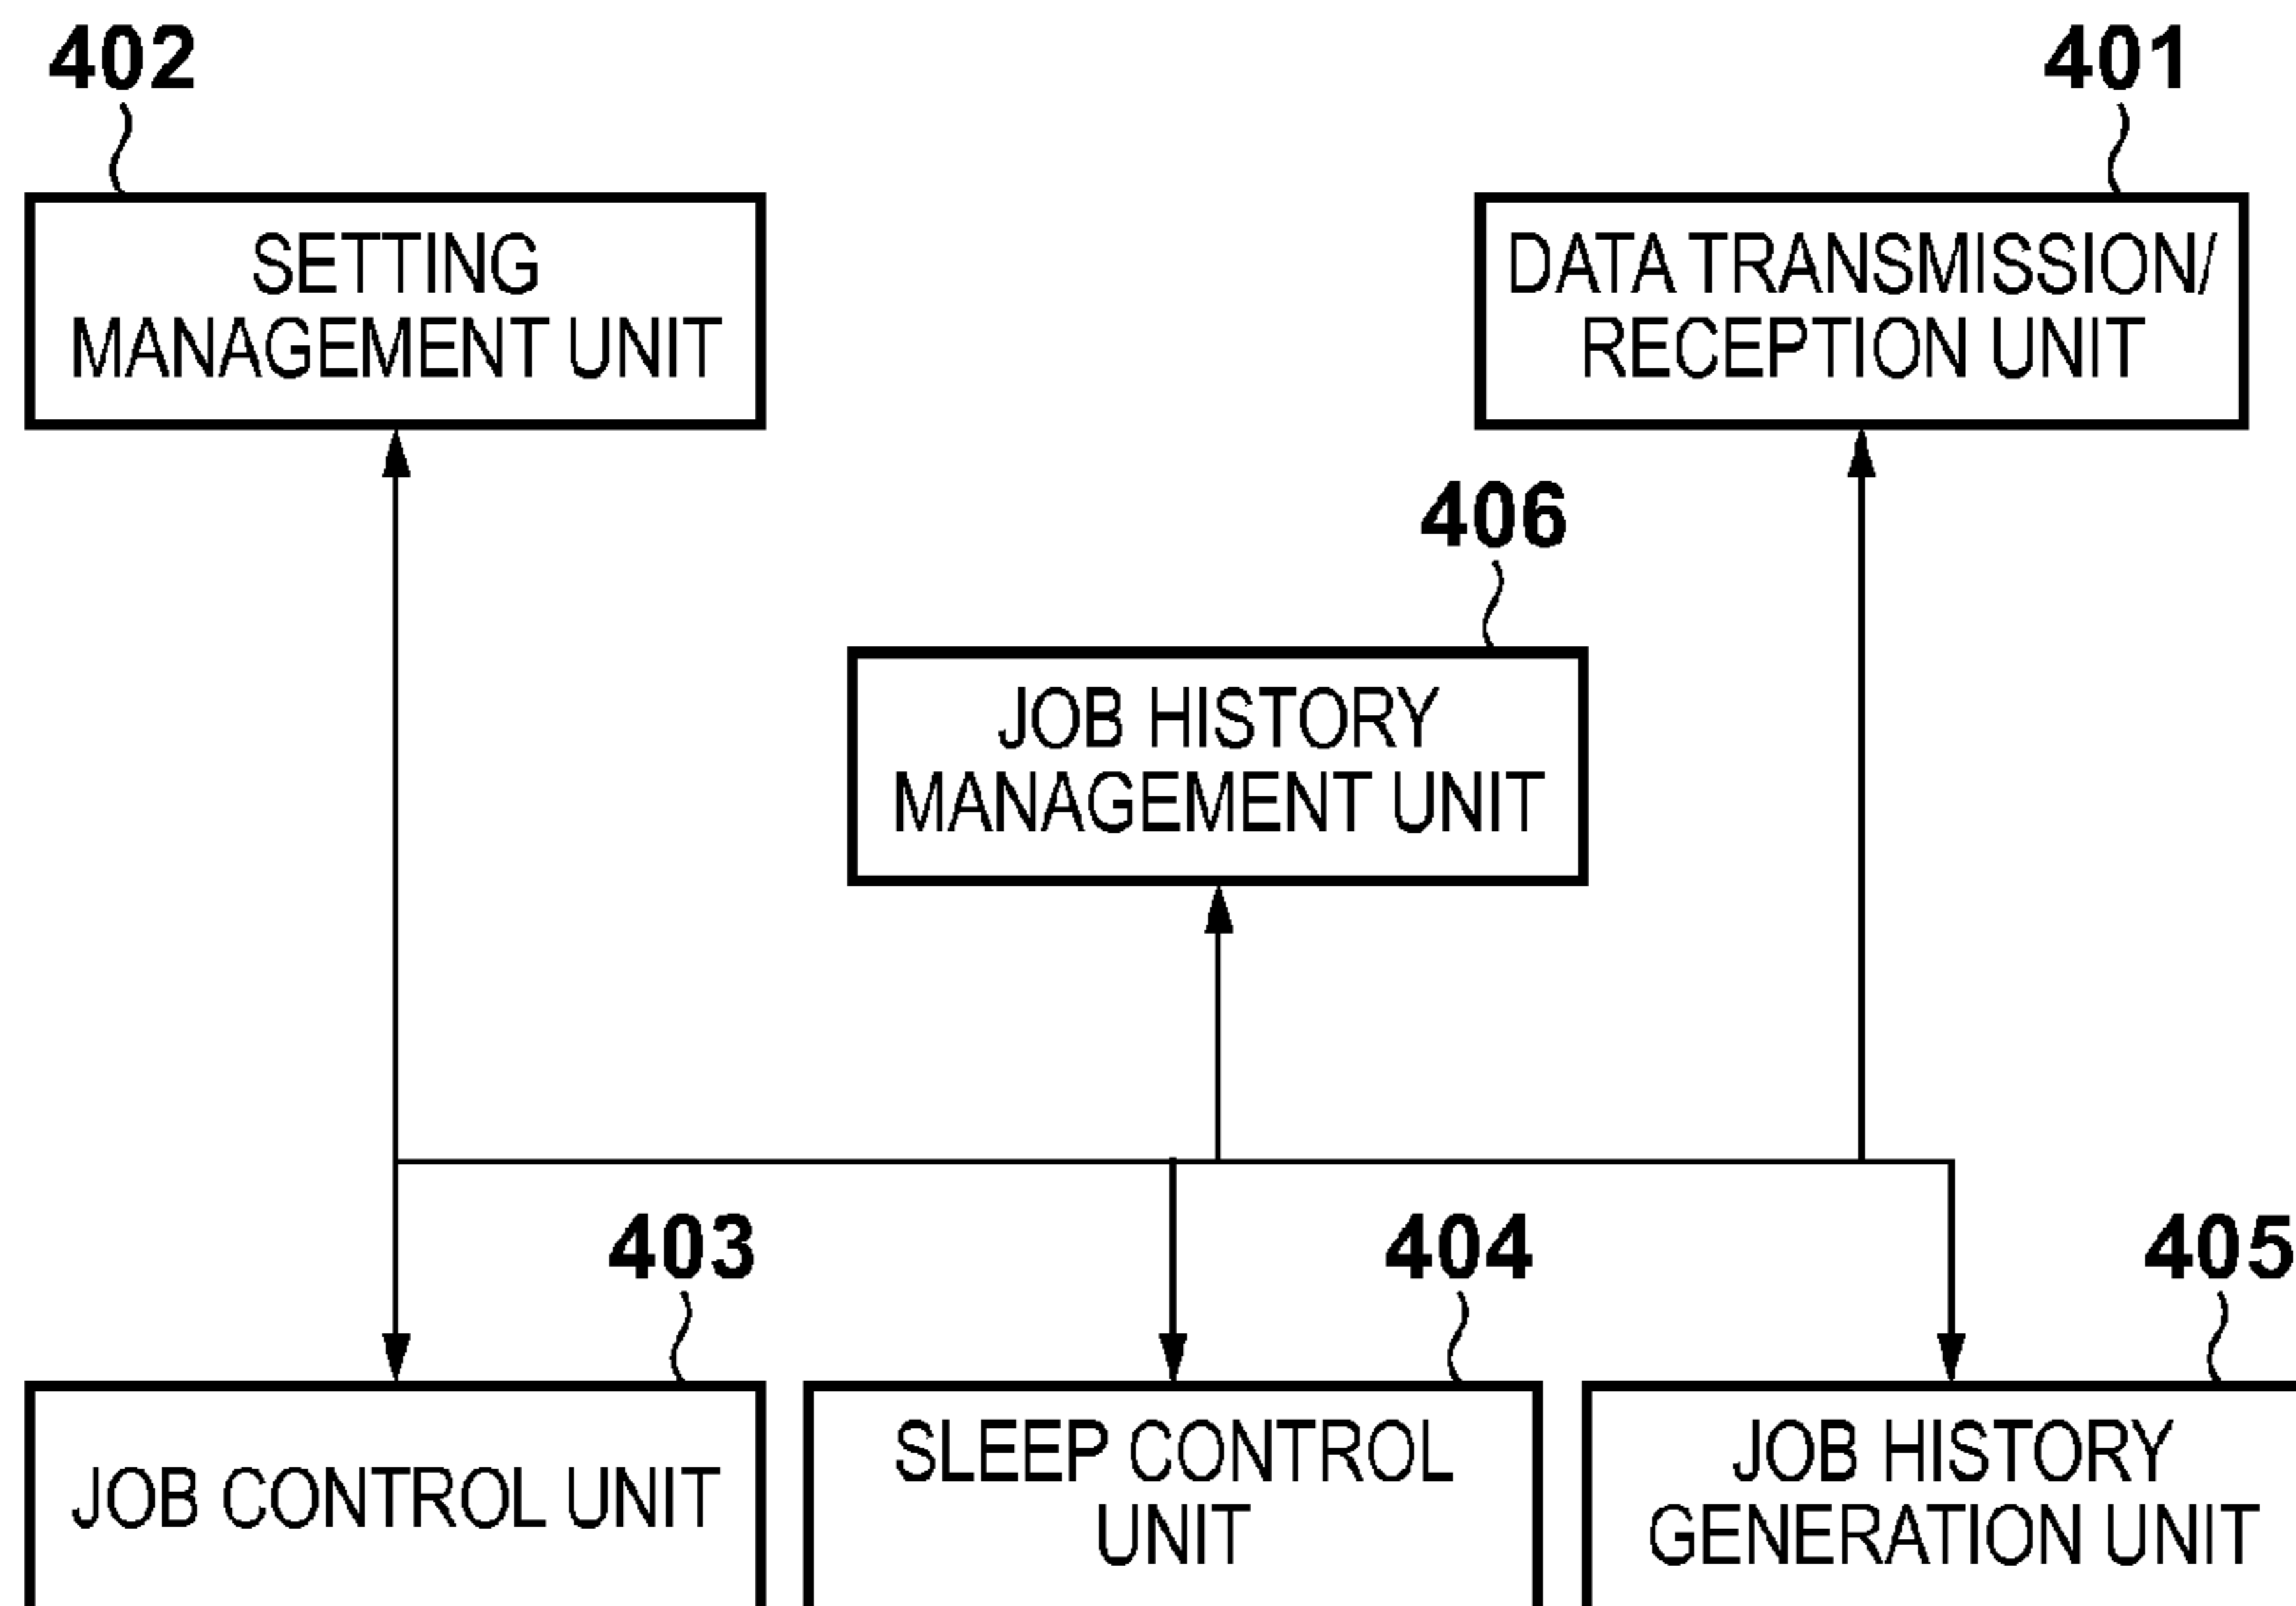 402
401
SETTING
MANAGEMENT UNIT
DATA TRANSMISSION/
RECEPTION UNIT
406
JOB HISTORY
MANAGEMENT UNIT
403
404
405
JOB CONTROL UNIT
SLEEP CONTROL
UNIT
JOB HISTORY
GENERATION UNIT